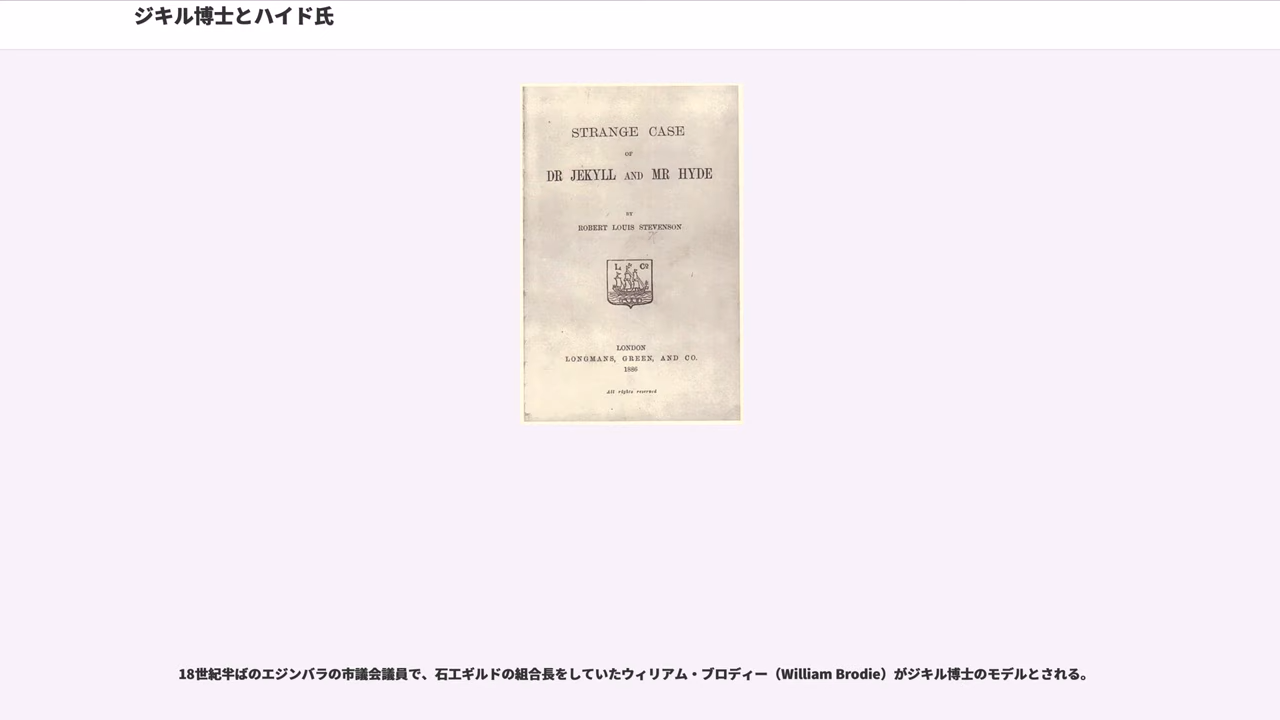 ジキル博士とハイド氏
STRANGE CASE
OF
DR JEKYLL AND MR HYDE
BY
ROBERT LOUIS STEVENSON
L Co
LONDON
LONGMANS, GREEN, AND CO.
1886
All rights reserved
18世紀半ばのエジンバラの市議会議員で、石工ギルドの組合長をしていたウィリアム・ブロディー（William Brodie）がジキル博士のモデルとされる。